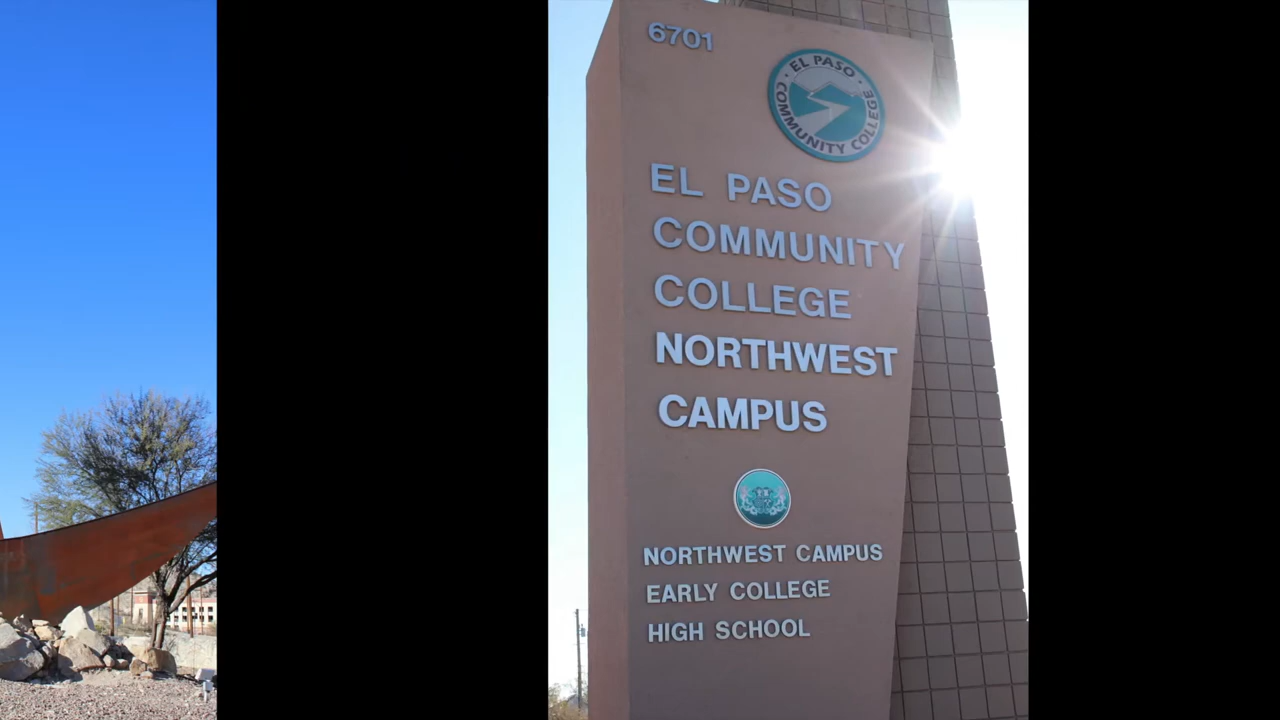 6701
EL PASO
COMMUNITY COLLEGE
EL PASO
COMMUNITY
COLLEGE
NORTHWEST
CAMPUS
NORTHWEST CAMPUS
EARLY COLLEGE
HIGH SCHOOL